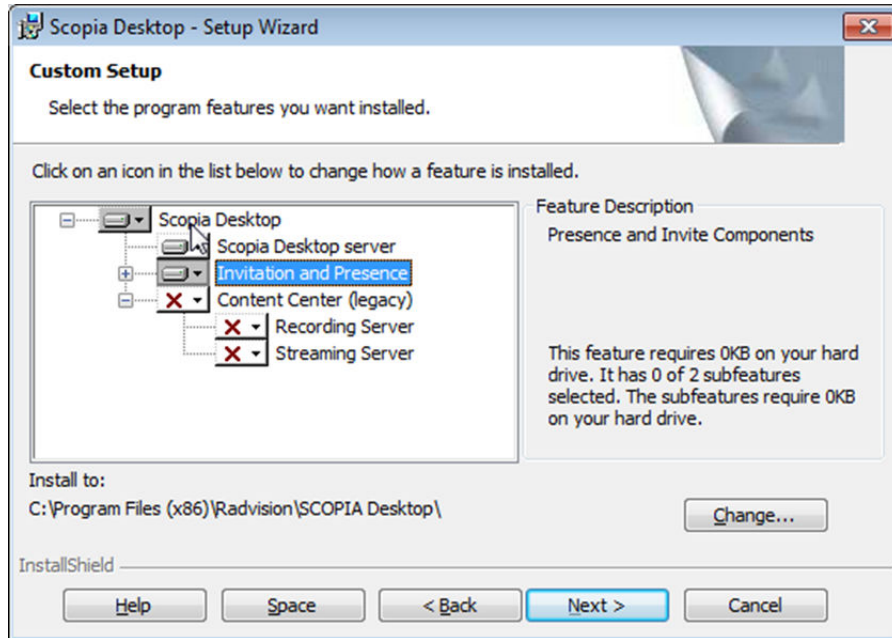 Scopia Desktop - Setup Wizard
Custom Setup
Select the program features you want installed.
Click on an icon in the list below to change how a feature is installed.
Scopia Desktop
Scopia Desktop server
Invitation and Presence
Content Center (legacy)
Recording Server
Streaming Server
Feature Description
Presence and Invite Components
This feature requires 0KB on your hard
drive. It has 0 of 2 subfeatures
selected. The subfeatures require 0KB
on your hard drive.
Install to:
C:\Program Files (x86)\Radvision\SCOPIA Desktop\
Change...
InstallShield
Help
Space
< Back
Next >
Cancel